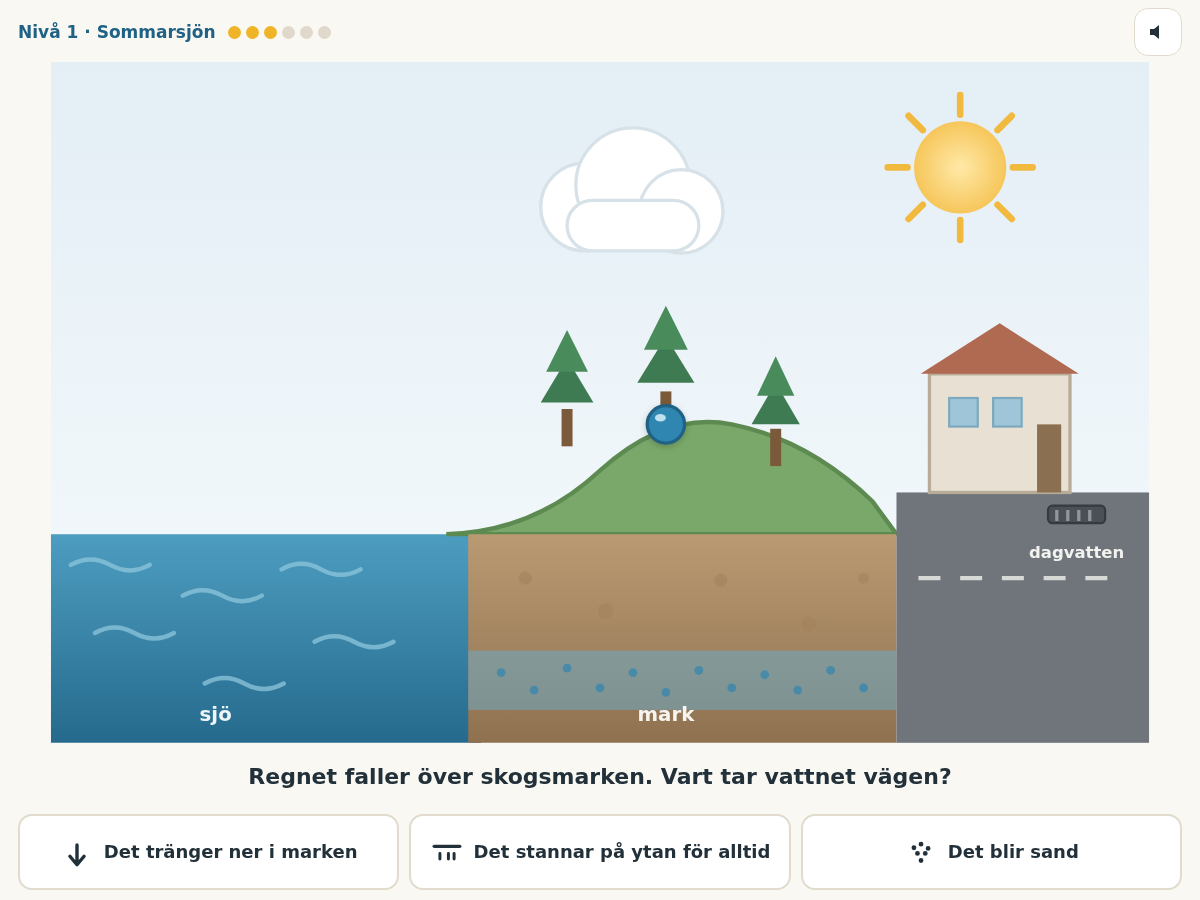 Nivå 1 · Sommarsjön
dagvatten
sjö
mark
Regnet faller över skogsmarken. Vart tar vattnet vägen?
Det tränger ner i marken
Det stannar på ytan för alltid
Det blir sand